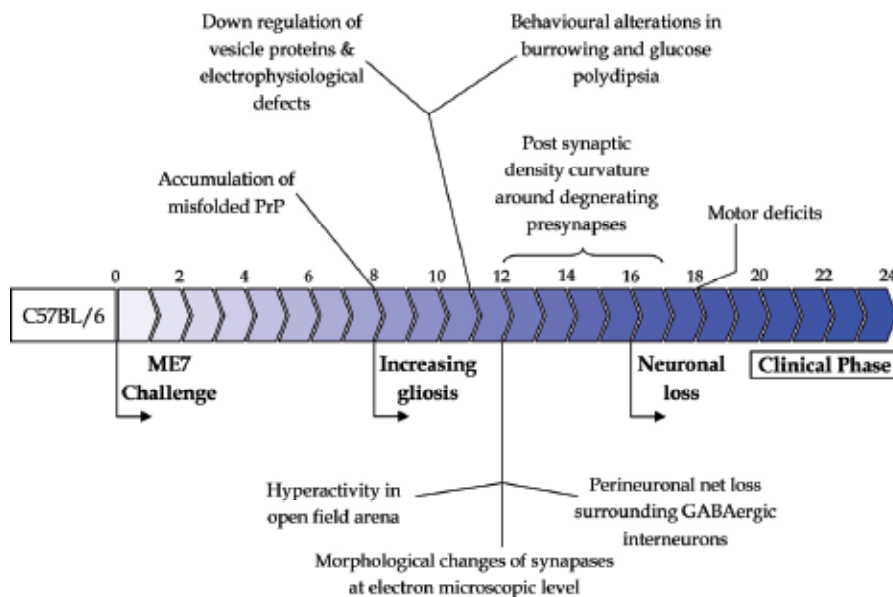 Down regulation of
vesicle proteins &
electrophysiological
defects
Behavioural alterations in
burrowing and glucose
polydipsia
Accumulation of
misfolded PrP
Post synaptic
density curvature
around degnerating
presynapses
Motor deficits
0 2 4 6 8 10 12 14 16 18 20 22 24
C57BL/6
ME7
Challenge
Increasing
gliosis
Neuronal
loss
Clinical Phase
Hyperactivity in
open field arena
Perineuronal net loss
surrounding GABAergic
interneurons
Morphological changes of synapases
at electron microscopic level